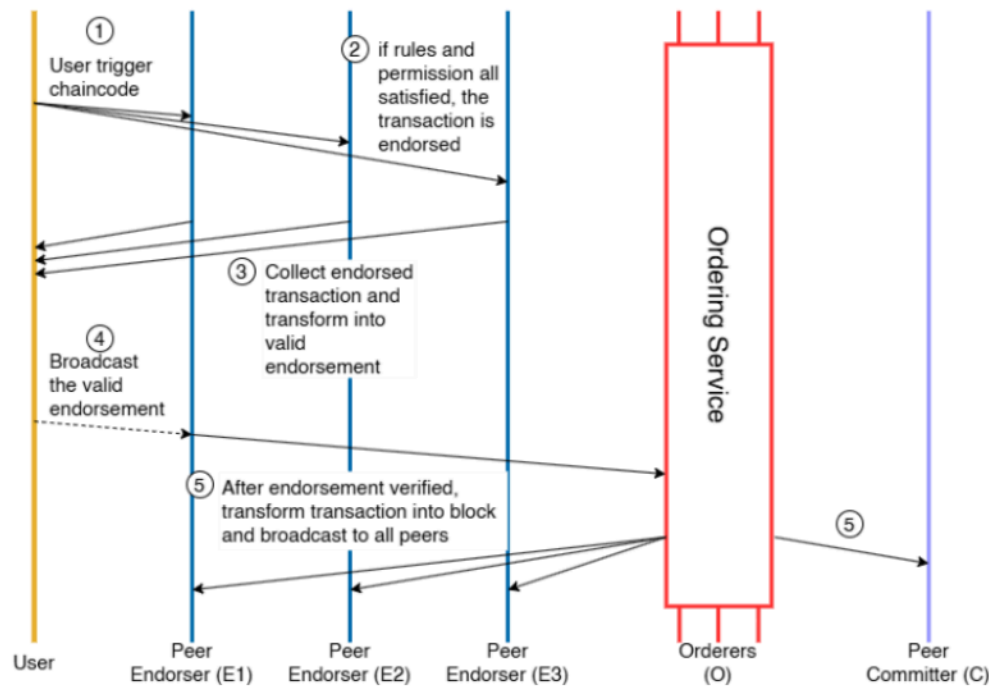 1
User trigger
chaincode
2 if rules and
permission all
satisfied, the
transaction is
endorsed
3 Collect endorsed
transaction and
transform into
valid
endorsement
4
Broadcast
the valid
endorsement
5 After endorsement verified,
transform transaction into block
and broadcast to all peers
5
Ordering Service
User
Peer
Endorser (E1)
Peer
Endorser (E2)
Peer
Endorser (E3)
Orderers
(O)
Peer
Committer (C)